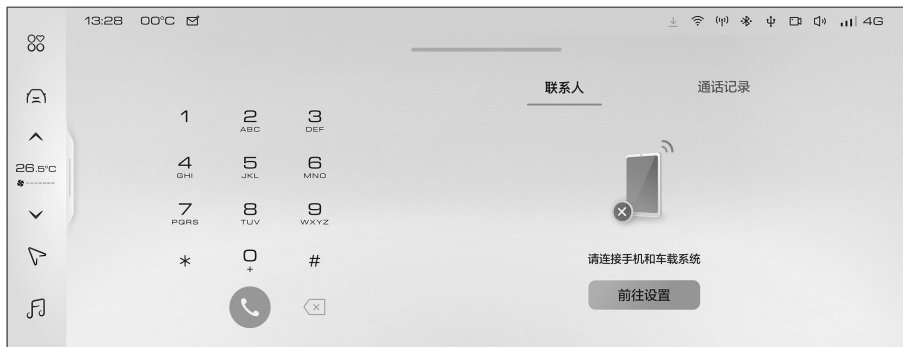 13:28 00°C 4G
联系人 通话记录
1 2 3
ABC DEF
4 5 6
GHI JKL MNO
26.5°C
7 8 9
PQRS TUV WXYZ
* 0 #
+
请连接手机和车载系统
前往设置